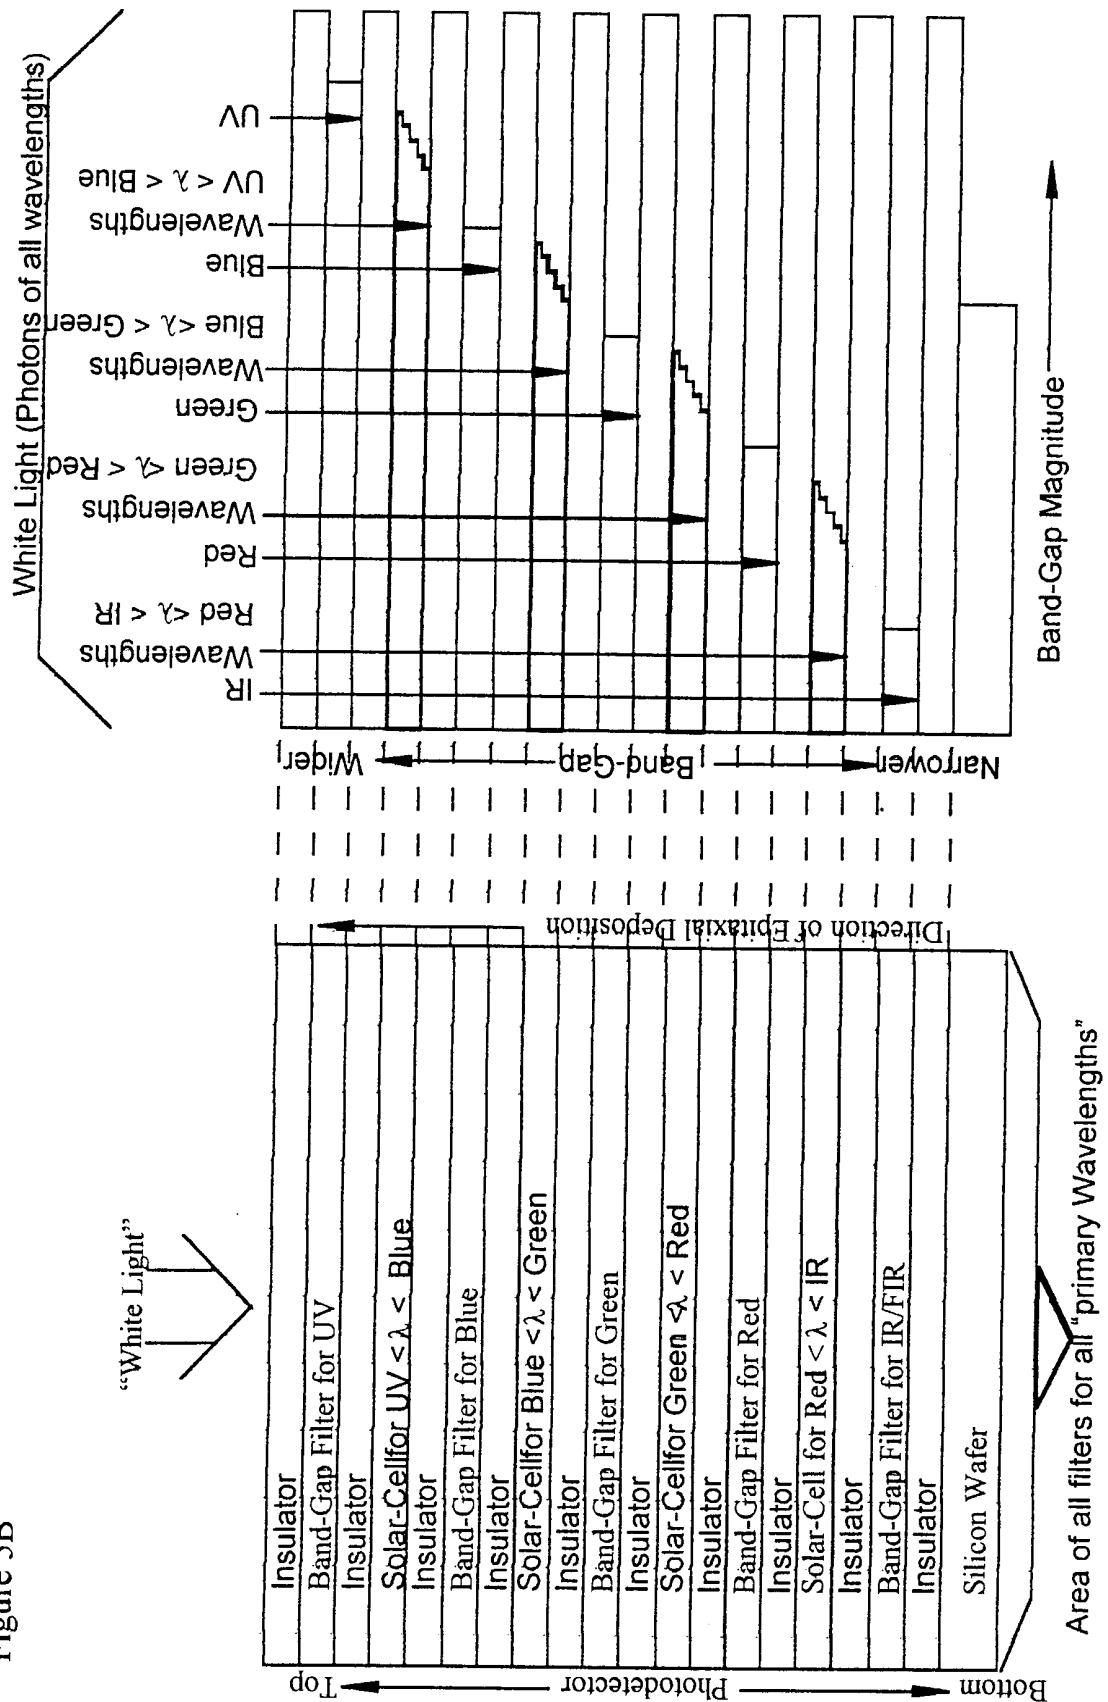 Figure 5B
"White Light"
Top
Photodetector
Bottom
Insulator
Band-Gap Filter for UV
Insulator
Solar-Cellfor UV < λ < Blue
Insulator
Band-Gap Filter for Blue
Insulator
Solar-Cellfor Blue <λ < Green
Insulator
Band-Gap Filter for Green
Insulator
Solar-Cellfor Green <λ < Red
Insulator
Band-Gap Filter for Red
Insulator
Solar-Cell for Red < λ < IR
Insulator
Band-Gap Filter for IR/FIR
Insulator
Silicon Wafer
Direction of Epitaxial Deposition
Area of all filters for all "primary Wavelengths"
White Light (Photons of all wavelengths)
IR
Wavelengths
Red <λ < IR
Red
Wavelengths
Green <λ < Red
Green
Wavelengths
Blue <λ < Green
Blue
Wavelengths
UV < λ < Blue
UV
Wider
Band-Gap
Narrower
Band-Gap Magnitude